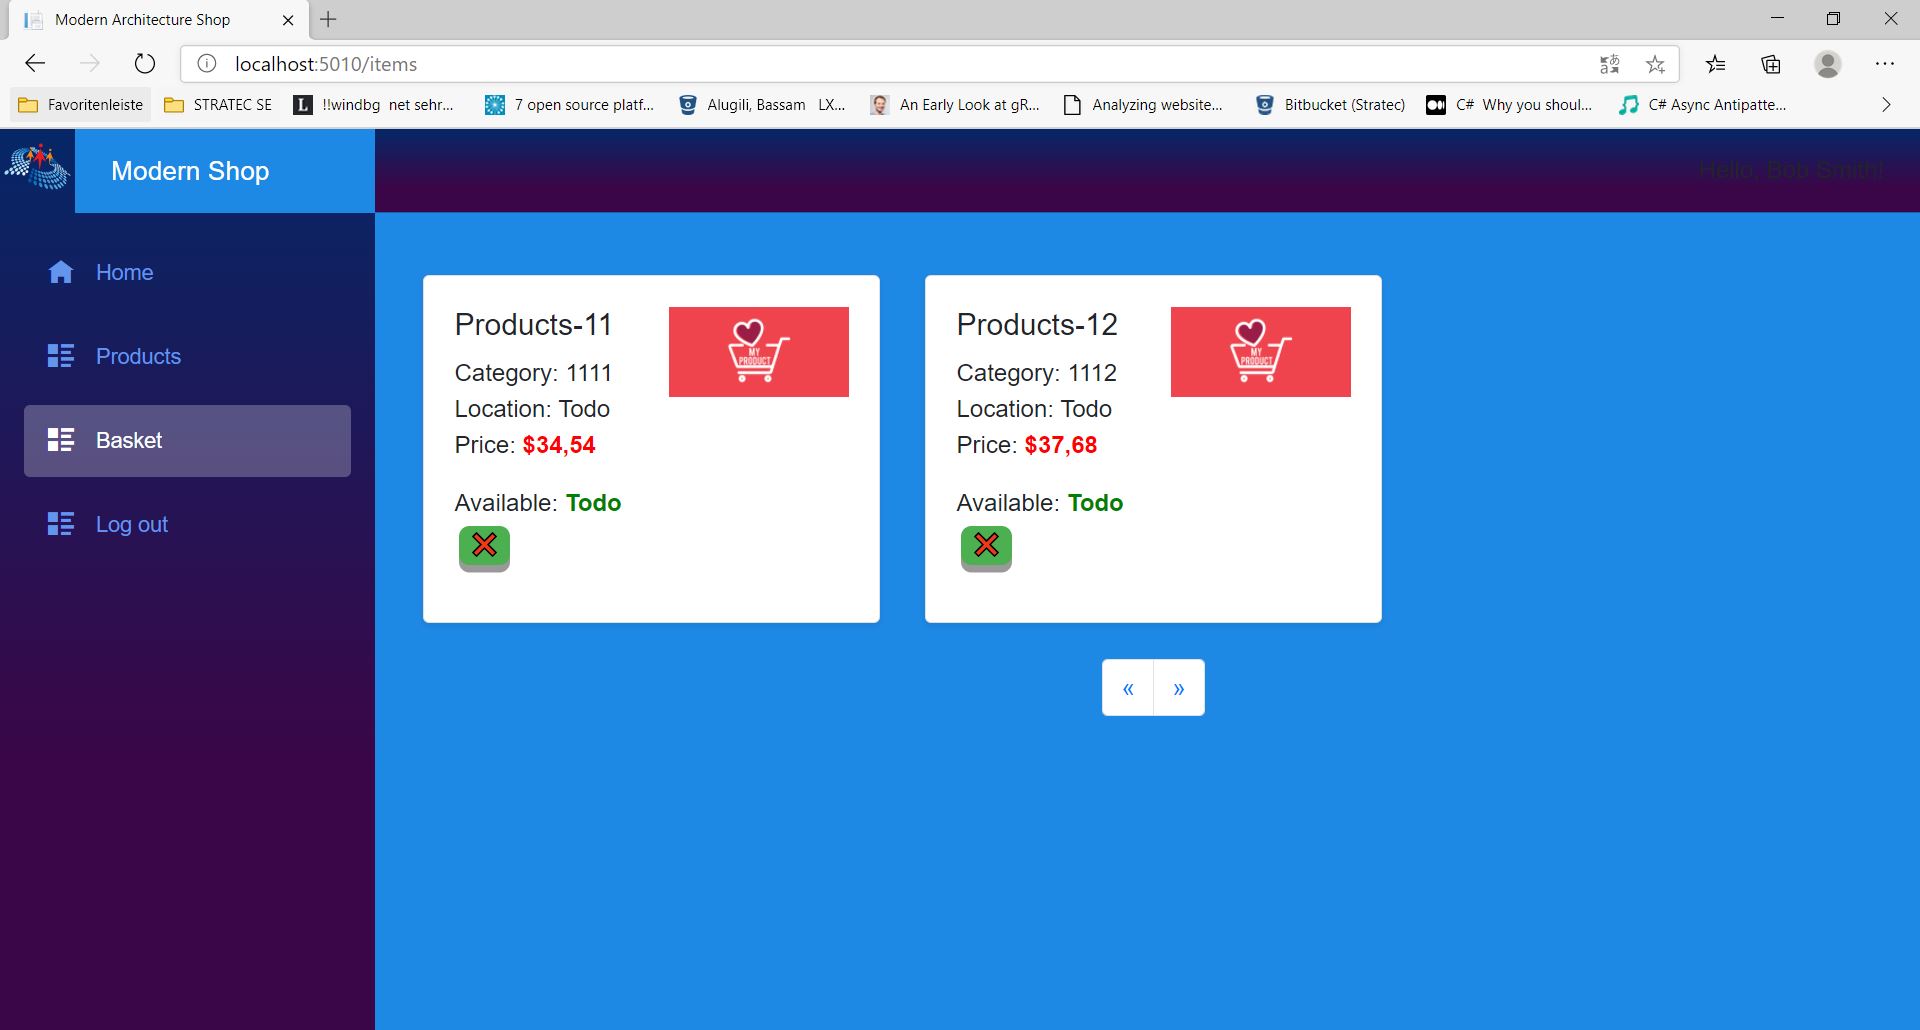 Modern Architecture Shop
localhost:5010/items
Favoritenleiste
STRATEC SE
!!windbg net sehr...
7 open source platf...
Alugili, Bassam LX...
An Early Look at gR...
Analyzing website...
Bitbucket (Stratec)
C# Why you shoul...
C# Async Antipatte...
Modern Shop
Hello, Bob Smith!
Home
Products
Basket
Log out
Products-11
MY
PRODUCT
Category: 1111
Location: Todo
Price: $34,54
Available: Todo
Products-12
MY
PRODUCT
Category: 1112
Location: Todo
Price: $37,68
Available: Todo
« »